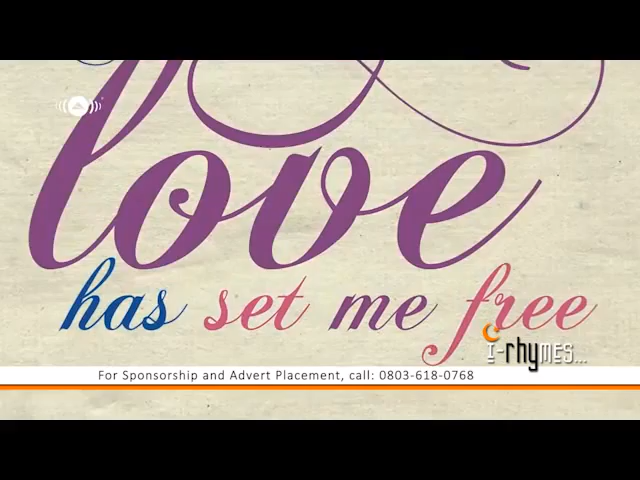 love
has set me free
i-rhymes...
For Sponsorship and Advert Placement, call: 0803-618-0768